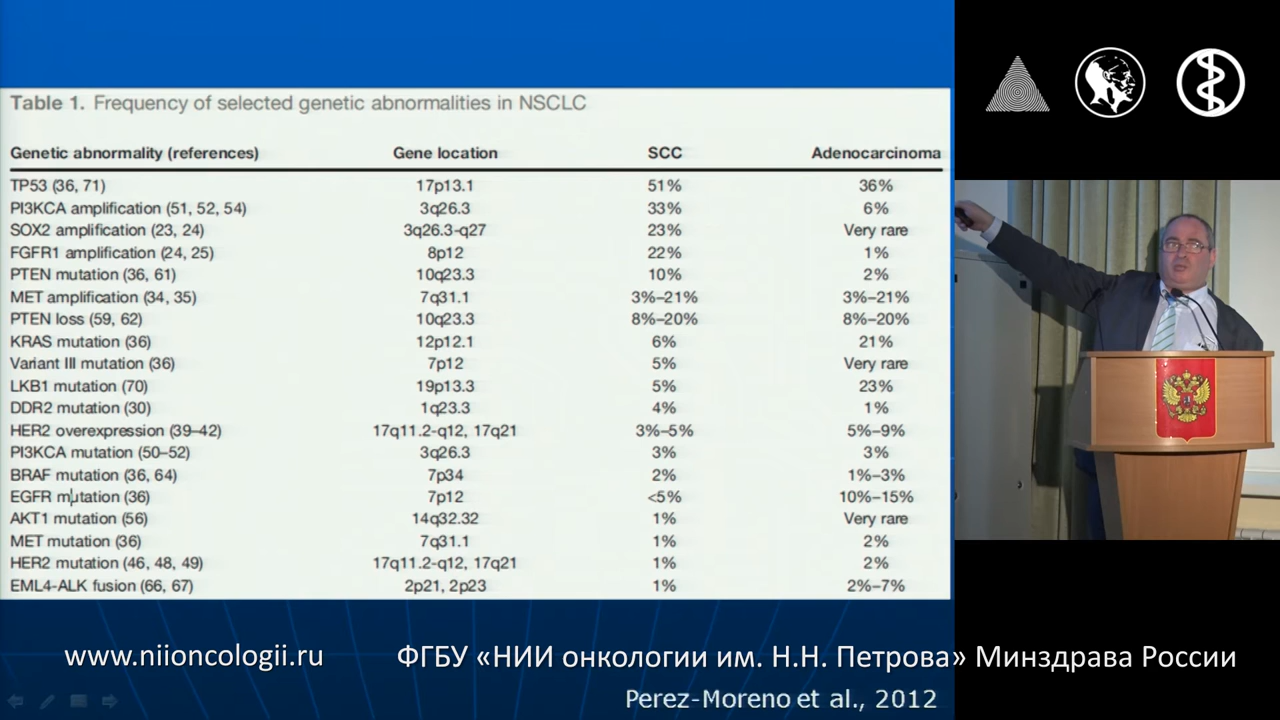 Table 1. Frequency of selected genetic abnormalities in NSCLC
Genetic abnormality (references) Gene location SCC Adenocarcinoma
TP53 (36, 71) 17p13.1 51% 36%
PI3KCA amplification (51, 52, 54) 3q26.3 33% 6%
SOX2 amplification (23, 24) 3q26.3-q27 23% Very rare
FGFR1 amplification (24, 25) 8p12 22% 1%
PTEN mutation (36, 61) 10q23.3 10% 2%
MET amplification (34, 35) 7q31.1 3%–21% 3%–21%
PTEN loss (59, 62) 10q23.3 8%–20% 8%–20%
KRAS mutation (36) 12p12.1 6% 21%
Variant III mutation (36) 7p12 5% Very rare
LKB1 mutation (70) 19p13.3 5% 23%
DDR2 mutation (30) 1q23.3 4% 1%
HER2 overexpression (39–42) 17q11.2-q12, 17q21 3%–5% 5%–9%
PI3KCA mutation (50–52) 3q26.3 3% 3%
BRAF mutation (36, 64) 7p34 2% 1%–3%
EGFR mutation (36) 7p12 <5% 10%–15%
AKT1 mutation (56) 14q32.32 1% Very rare
MET mutation (36) 7q31.1 1% 2%
HER2 mutation (46, 48, 49) 17q11.2-q12, 17q21 1% 2%
EML4-ALK fusion (66, 67) 2p21, 2p23 1% 2%–7%
www.niioncologii.ru ФГБУ «НИИ онкологии им. Н.Н. Петрова» Минздрава России
Perez-Moreno et al., 2012